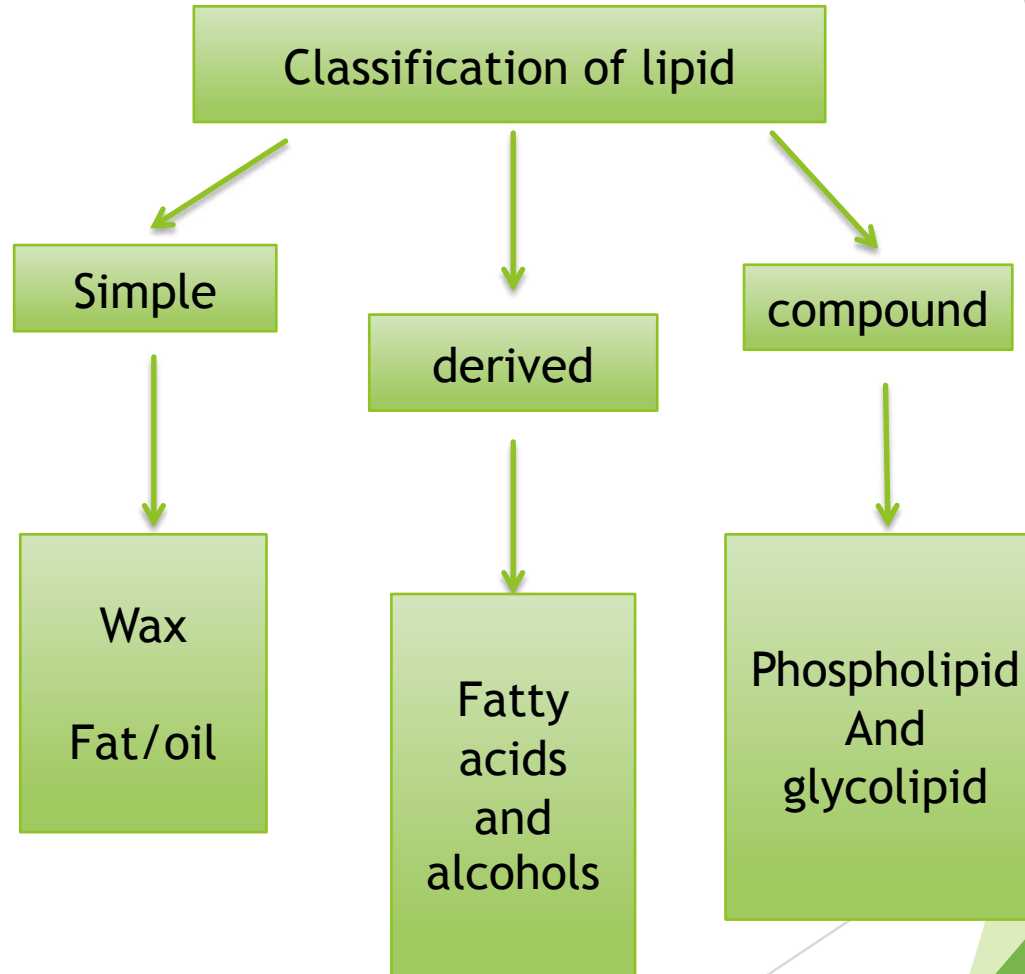 Classification of lipid
Simple
derived
compound
Wax
Fat/oil
Fatty
acids
and
alcohols
Phospholipid
And
glycolipid